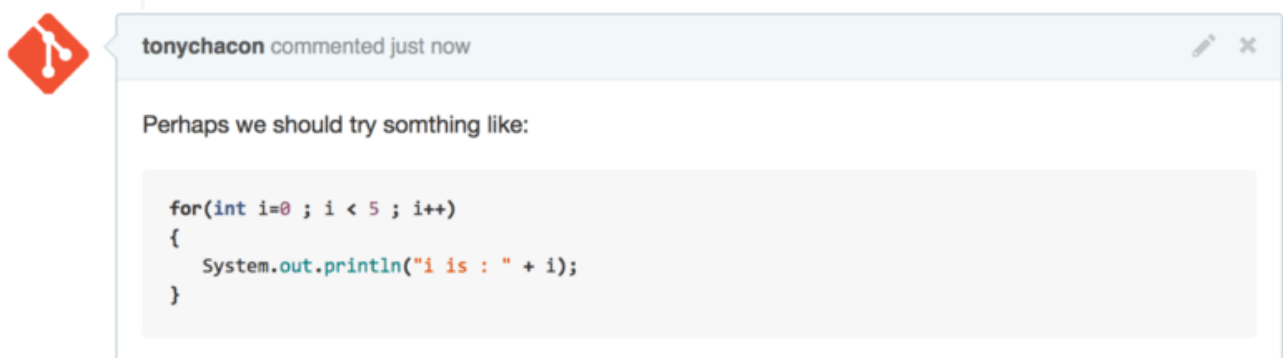 tonychacon commented just now
Perhaps we should try somthing like:
for(int i=0 ; i < 5 ; i++)
{
   System.out.println("i is : " + i);
}